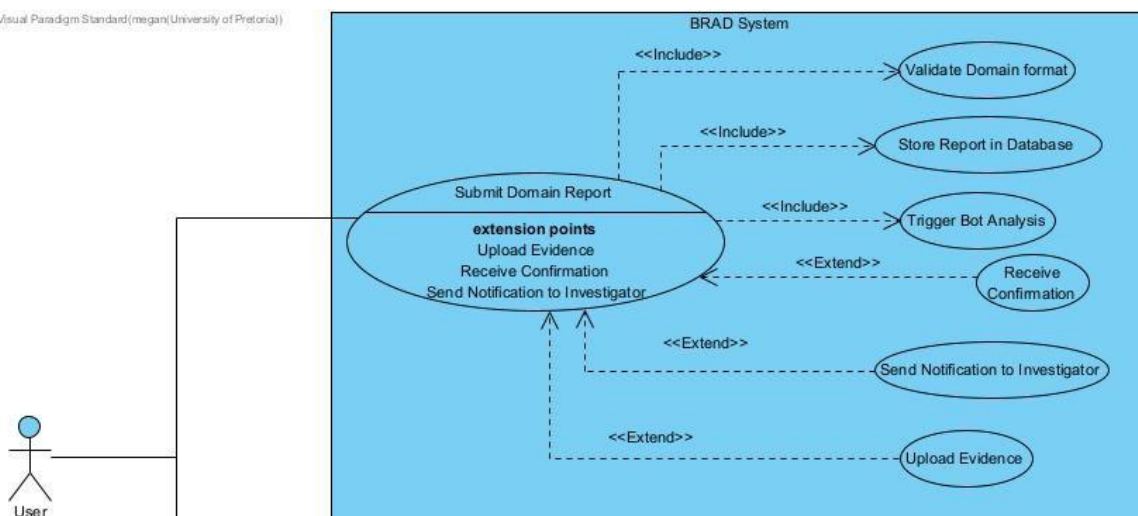 Visual Paradigm Standard(megan(University of Pretoria))
BRAD System
<<Include>>
Validate Domain format
<<Include>>
Store Report in Database
Submit Domain Report
<<Include>>
Trigger Bot Analysis
extension points
Upload Evidence
Receive Confirmation
Send Notification to Investigator
<<Extend>>
Receive
Confirmation
<<Extend>>
Send Notification to Investigator
<<Extend>>
Upload Evidence
User